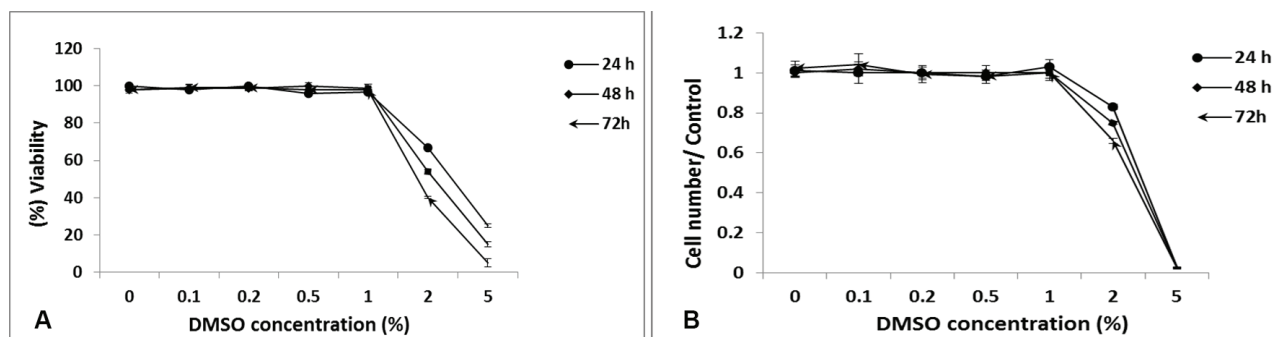 120
100
80
60
40
20
0
(%) Viability
0 0.1 0.2 0.5 1 2 5
DMSO concentration (%)
24 h
48 h
72h
A
1.2
1
0.8
0.6
0.4
0.2
0
Cell number/ Control
0 0.1 0.2 0.5 1 2 5
DMSO concentration (%)
24 h
48 h
72h
B